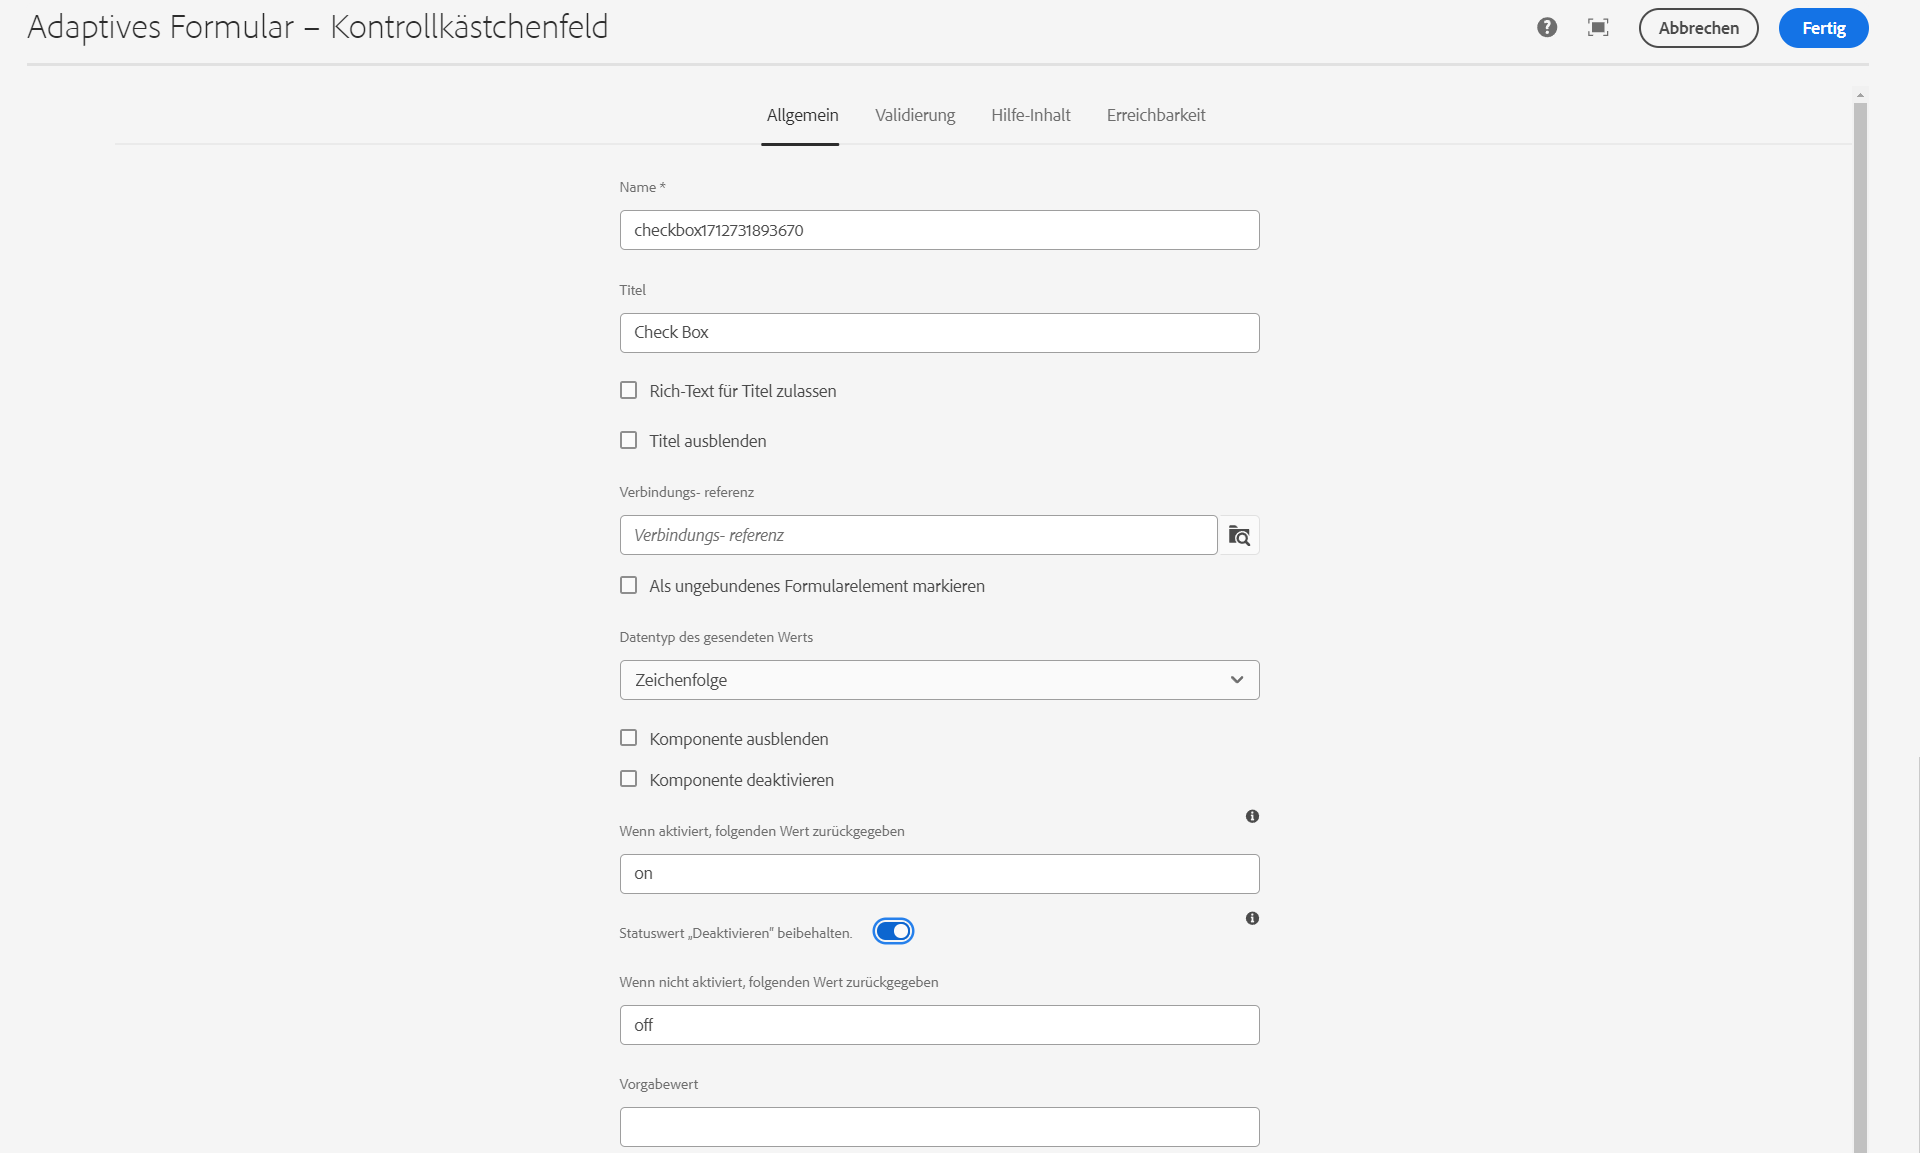 Adaptives Formular – Kontrollkästchenfeld
Abbrechen
Fertig
Allgemein
Validierung
Hilfe-Inhalt
Erreichbarkeit
Name *
checkbox1712731893670
Titel
Check Box
Rich-Text für Titel zulassen
Titel ausblenden
Verbindungs- referenz
Verbindungs- referenz
Als ungebundenes Formularelement markieren
Datentyp des gesendeten Werts
Zeichenfolge
Komponente ausblenden
Komponente deaktivieren
Wenn aktiviert, folgenden Wert zurückgegeben
on
Statuswert „Deaktivieren“ beibehalten.
Wenn nicht aktiviert, folgenden Wert zurückgegeben
off
Vorgabewert